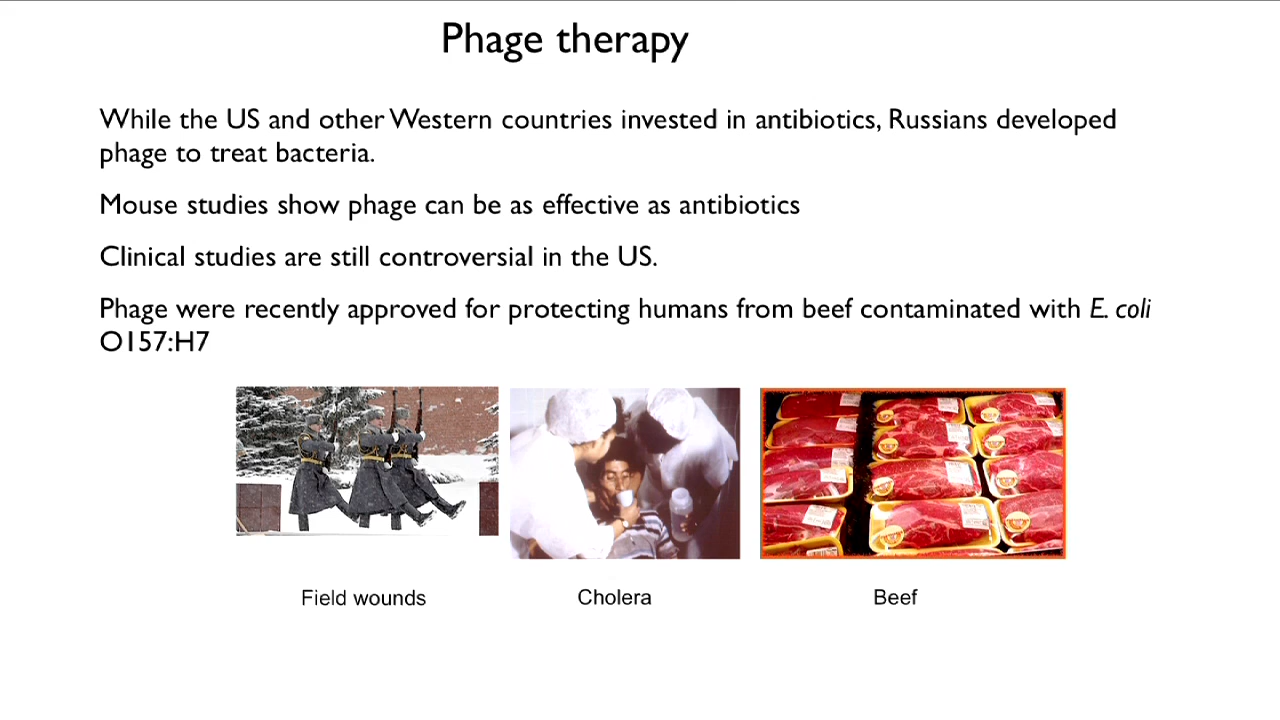 Phage therapy
While the US and other Western countries invested in antibiotics, Russians developed
phage to treat bacteria.
Mouse studies show phage can be as effective as antibiotics
Clinical studies are still controversial in the US.
Phage were recently approved for protecting humans from beef contaminated with E. coli
O157:H7
Field wounds
Cholera
Beef